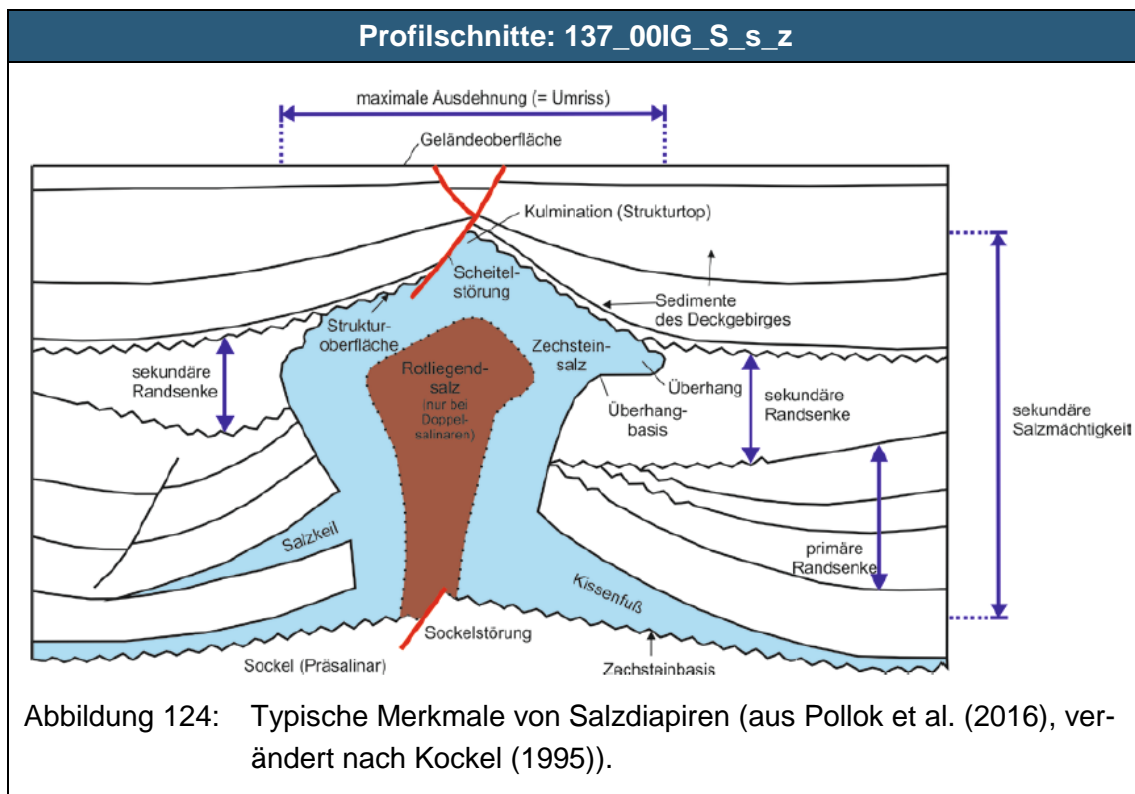 Profilschnitte: 137_00IG_S_s_z
maximale Ausdehnung (= Umriss)
Geländeoberfläche
Kulmination (Strukturtop)
Scheitel-
störung
Sedimente
des Deckgebirges
Struktur-
oberfläche
Zechstein-
salz
Rotliegend-
salz
(nur bei
Doppel-
salinaren)
sekundäre
Randsenke
Überhang
Überhang-
basis
sekundäre
Randsenke
sekundäre
Salzmächtigkeit
primäre
Randsenke
Salzkeil
Kissenfuß
Sockelstörung
Sockel (Präsalinar)
Zechsteinbasis
Abbildung 124: Typische Merkmale von Salzdiapiren (aus Pollok et al. (2016), ver-
ändert nach Kockel (1995)).